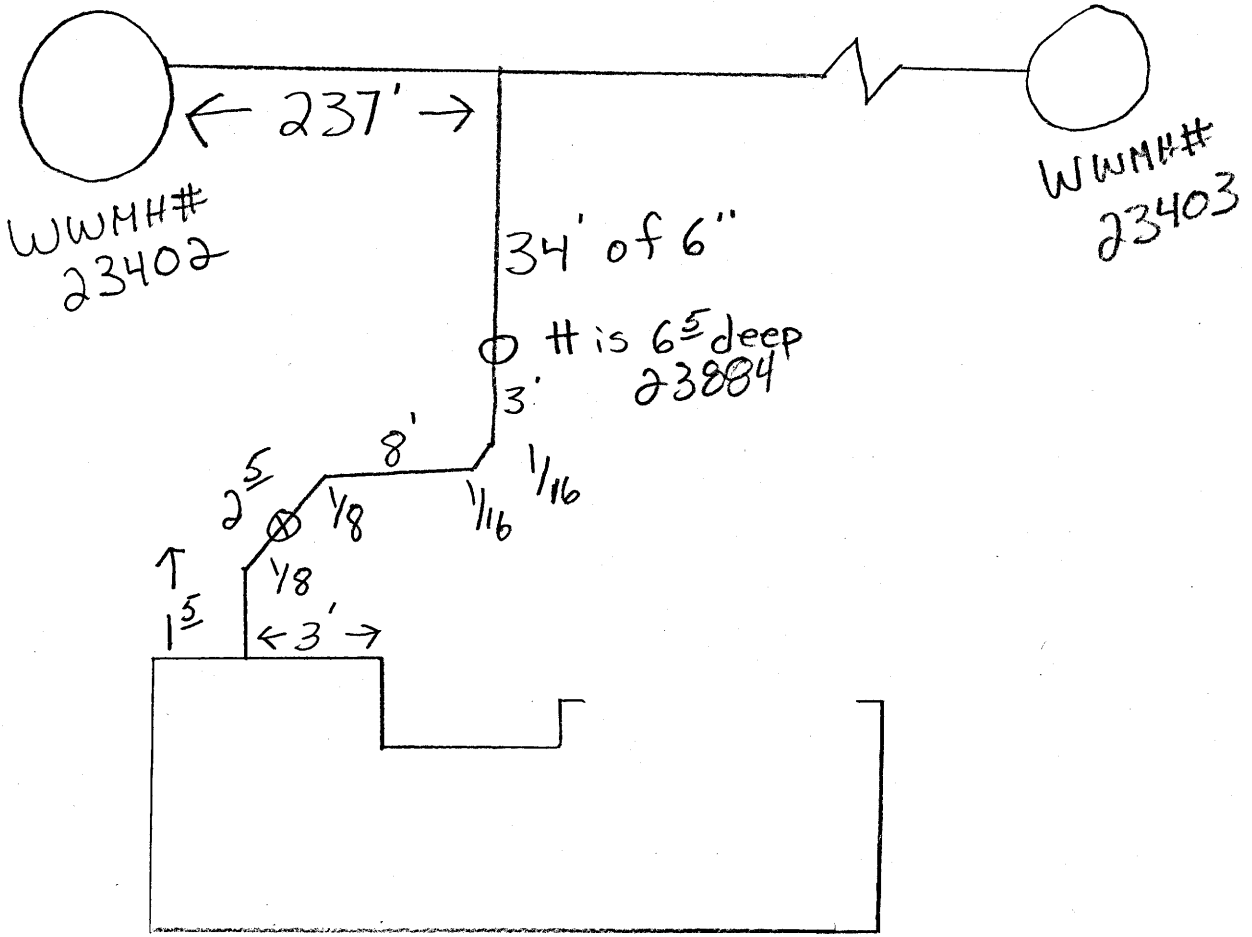 ← 237' →
WWMH#
23402
WWMH#
23403
34' of 6"
# is 6⁵ deep
23884
3'
8'
1/16
1/16
2⁵
1/8
1/8
↑
1⁵
← 3' →